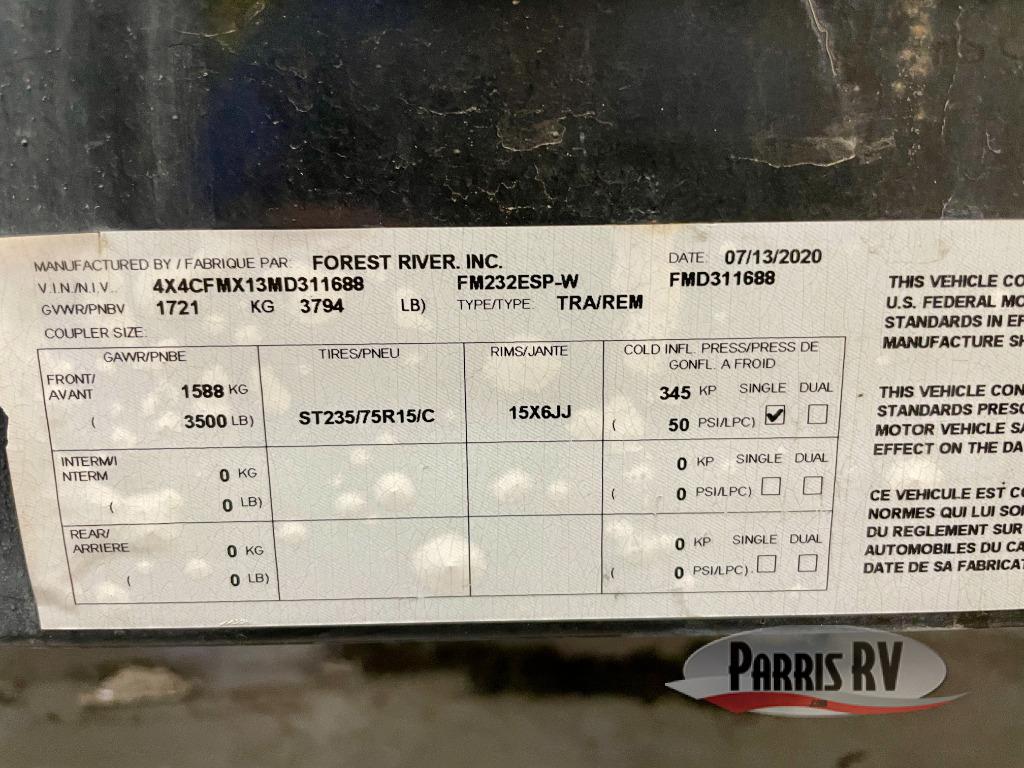 MANUFACTURED BY / FABRIQUE PAR: FOREST RIVER. INC. DATE: 07/13/2020
V.I.N./N.I.V.. 4X4CFMX13MD311688 FM232ESP-W FMD311688
GVWR/PNBV 1721 KG 3794 LB) TYPE/TYPE: TRA/REM
COUPLER SIZE:
GAWR/PNBE TIRES/PNEU RIMS/JANTE COLD INFL. PRESS/PRESS DE
GONFL. A FROID
FRONT/
AVANT 1588 KG 345 KP SINGLE DUAL
( 3500 LB) ST235/75R15/C 15X6JJ ( 50 PSI/LPC)
INTERM/I
NTERM 0 KG 0 KP SINGLE DUAL
( 0 LB) ( 0 PSI/LPC)
REAR/
ARRIERE 0 KG 0 KP SINGLE DUAL
( 0 LB) ( 0 PSI/LPC).
THIS VEHICLE CO
U.S. FEDERAL MO
STANDARDS IN EF
MANUFACTURE SH
THIS VEHICLE CON
STANDARDS PRESC
MOTOR VEHICLE SA
EFFECT ON THE DA
CE VEHICULE EST CO
NORMES QUI LUI SO
DU REGLEMENT SUR
AUTOMOBILES DU CA
DATE DE SA FABRICAT
PARRIS RV